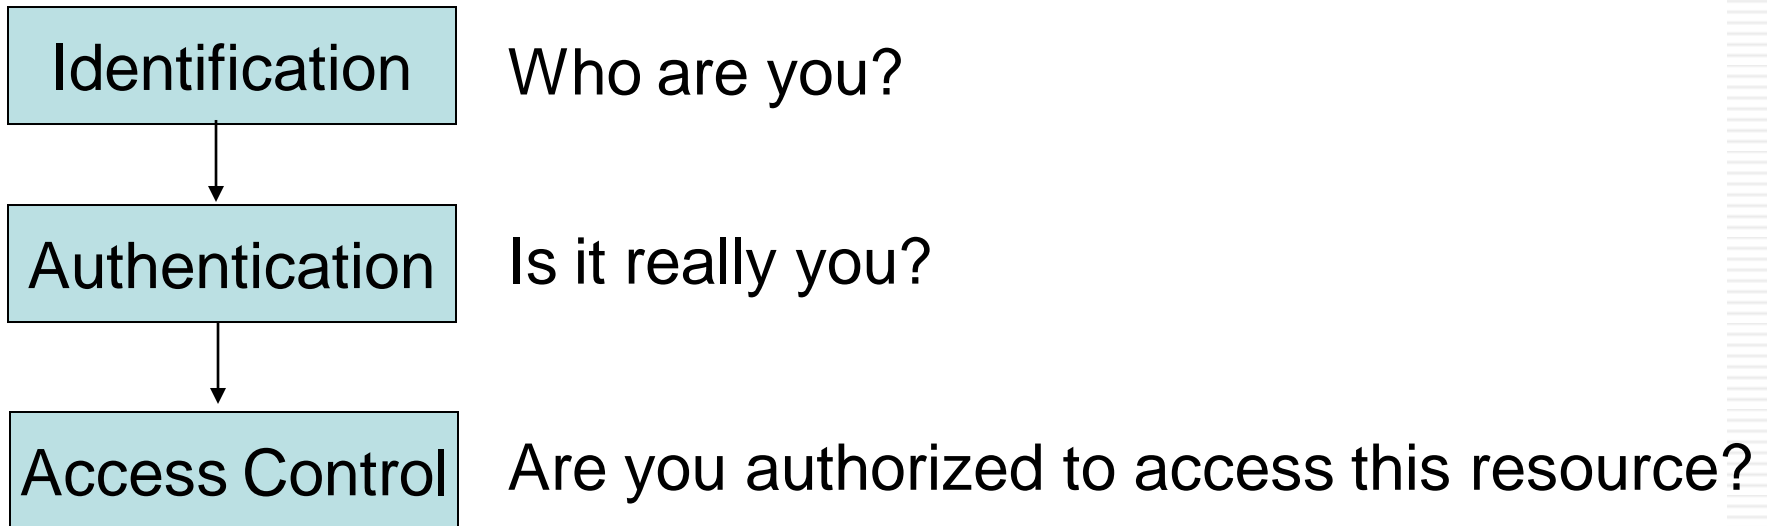 Identification
Who are you?
Authentication
Is it really you?
Access Control
Are you authorized to access this resource?